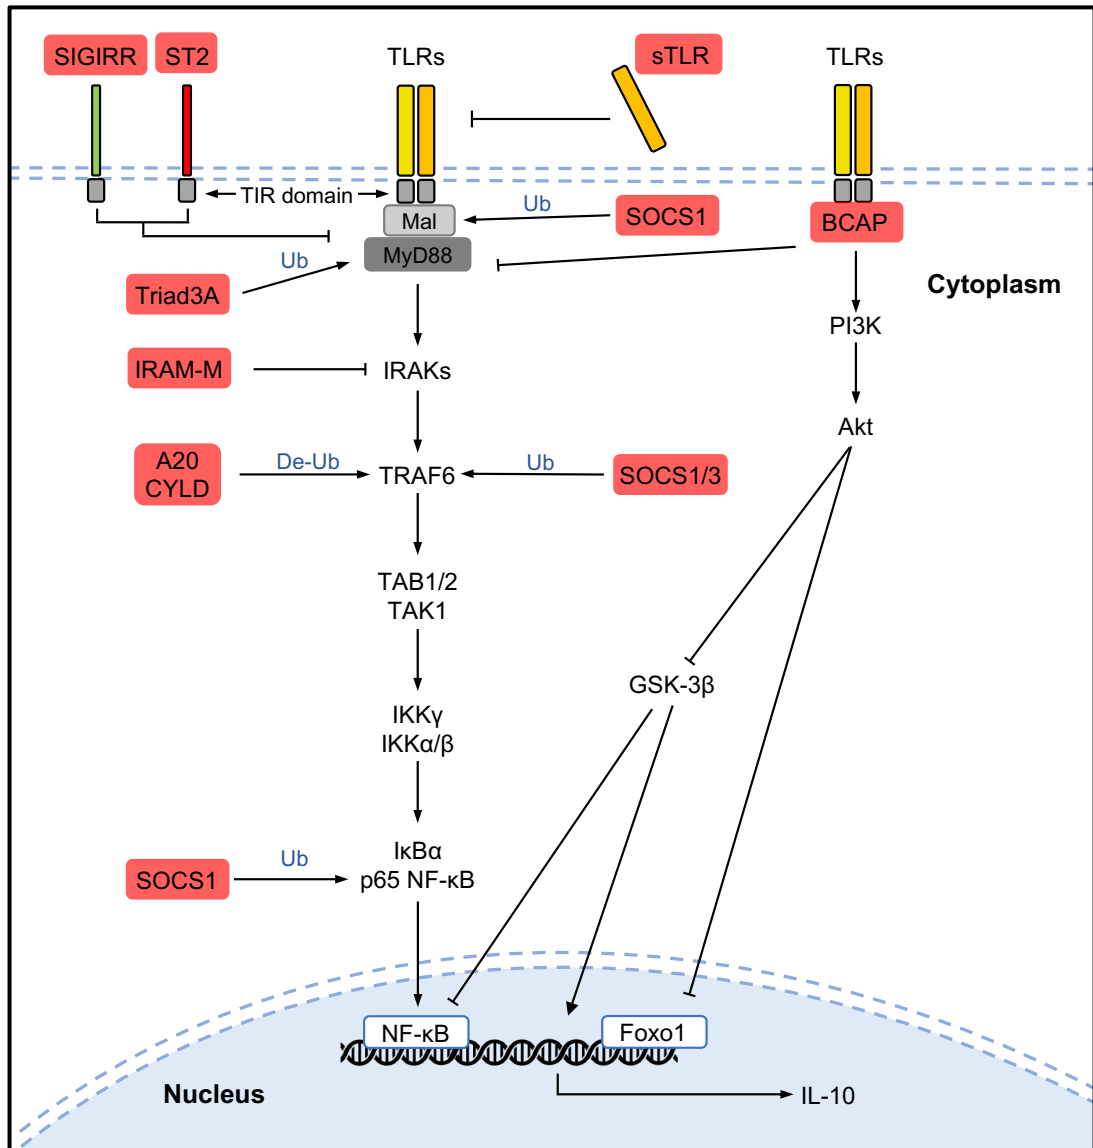 SIGIRR
ST2
TLRs
sTLR
TLRs
TIR domain
Mal
Ub
SOCS1
BCAP
MyD88
Ub
Triad3A
Cytoplasm
PI3K
IRAM-M
IRAKs
Akt
A20
CYLD
De-Ub
TRAF6
Ub
SOCS1/3
TAB1/2
TAK1
GSK-3β
IKKγ
IKKα/β
IκBα
p65 NF-κB
Ub
SOCS1
NF-κB
Foxo1
Nucleus
IL-10